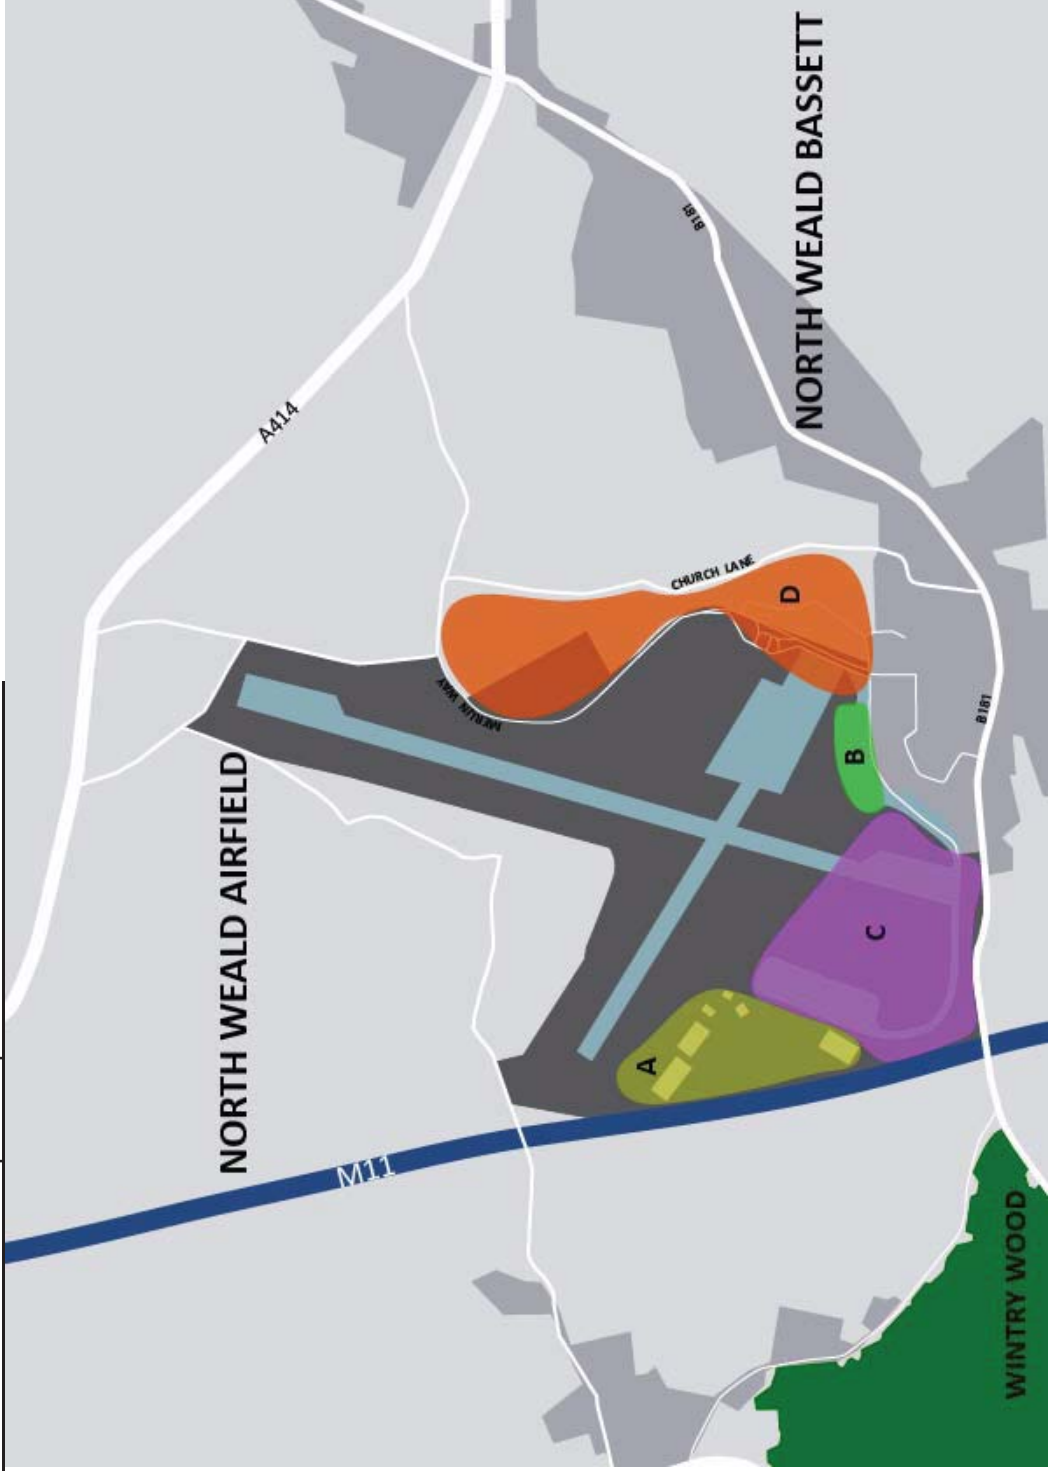 NORTH WEALD AIRFIELD
M11
A414
MERLIN WAY
CHURCH LANE
NORTH WEALD BASSETT
B181
A
B
C
D
B181
WINTRY WOOD